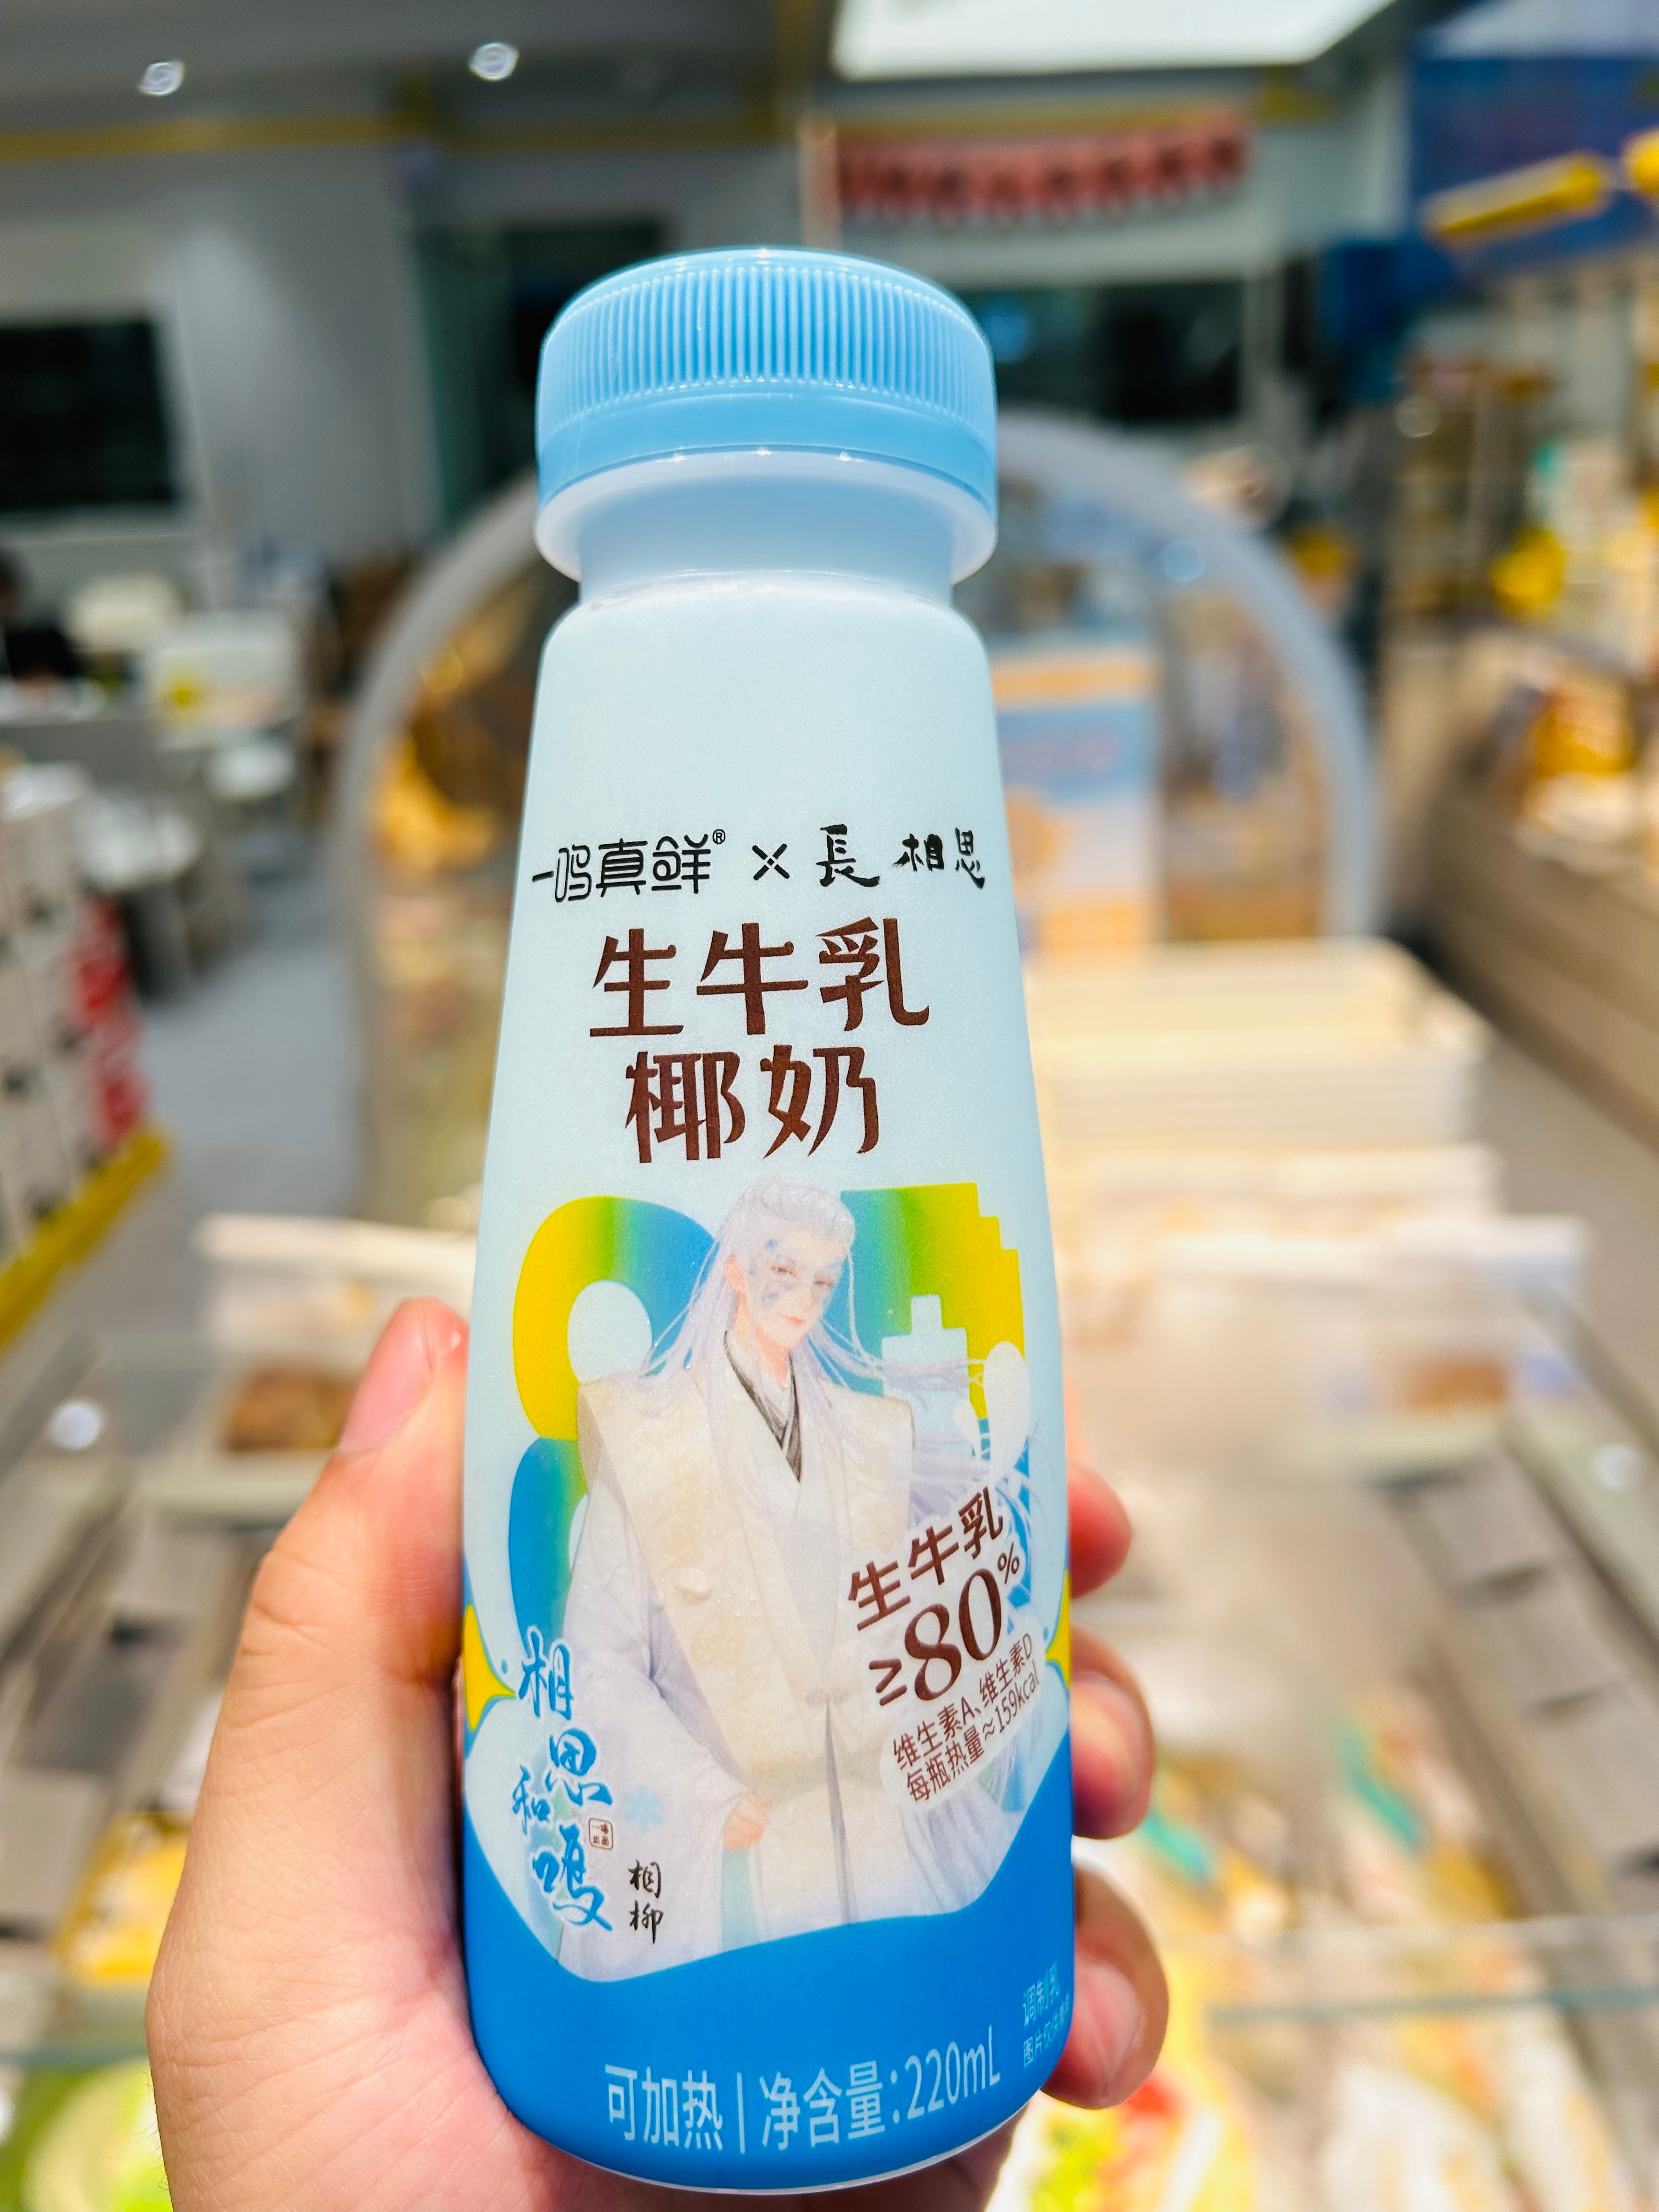 一鸣真鲜® × 長相思
生牛乳
椰奶
生牛乳
≥80%
维生素A、维生素D
每瓶热量≈159kcal
相思
和鸣
相柳
调制乳
可加热 | 净含量:220mL